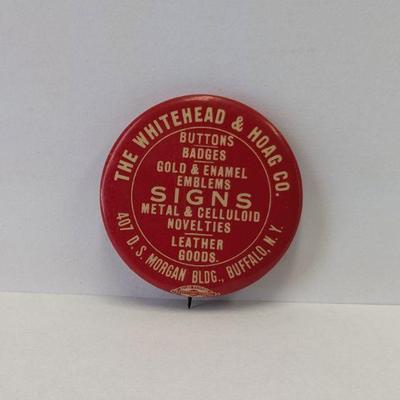 THE WHITEHEAD & HOAG CO.
BUTTONS
BADGES
GOLD & ENAMEL
EMBLEMS
SIGNS
METAL & CELLULOID
NOVELTIES
LEATHER
GOODS.
407 D. S. MORGAN BLDG., BUFFALO, N.Y.